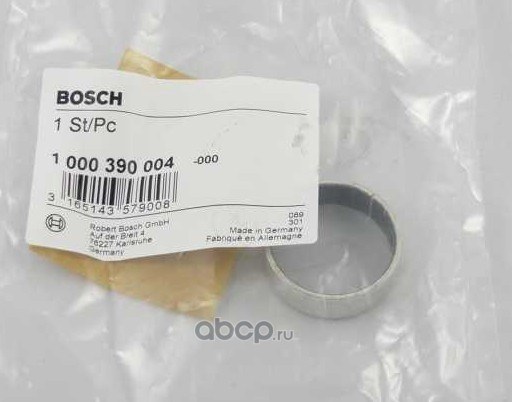 BOSCH
1 St/Pc
1 000 390 004 -000
3 165143 579008
Robert Bosch GmbH
Auf der Breit 4
76227 Karlsruhe
Germany
089
301
Made in Germany
Fabriqué en Allemagne
abcp.ru